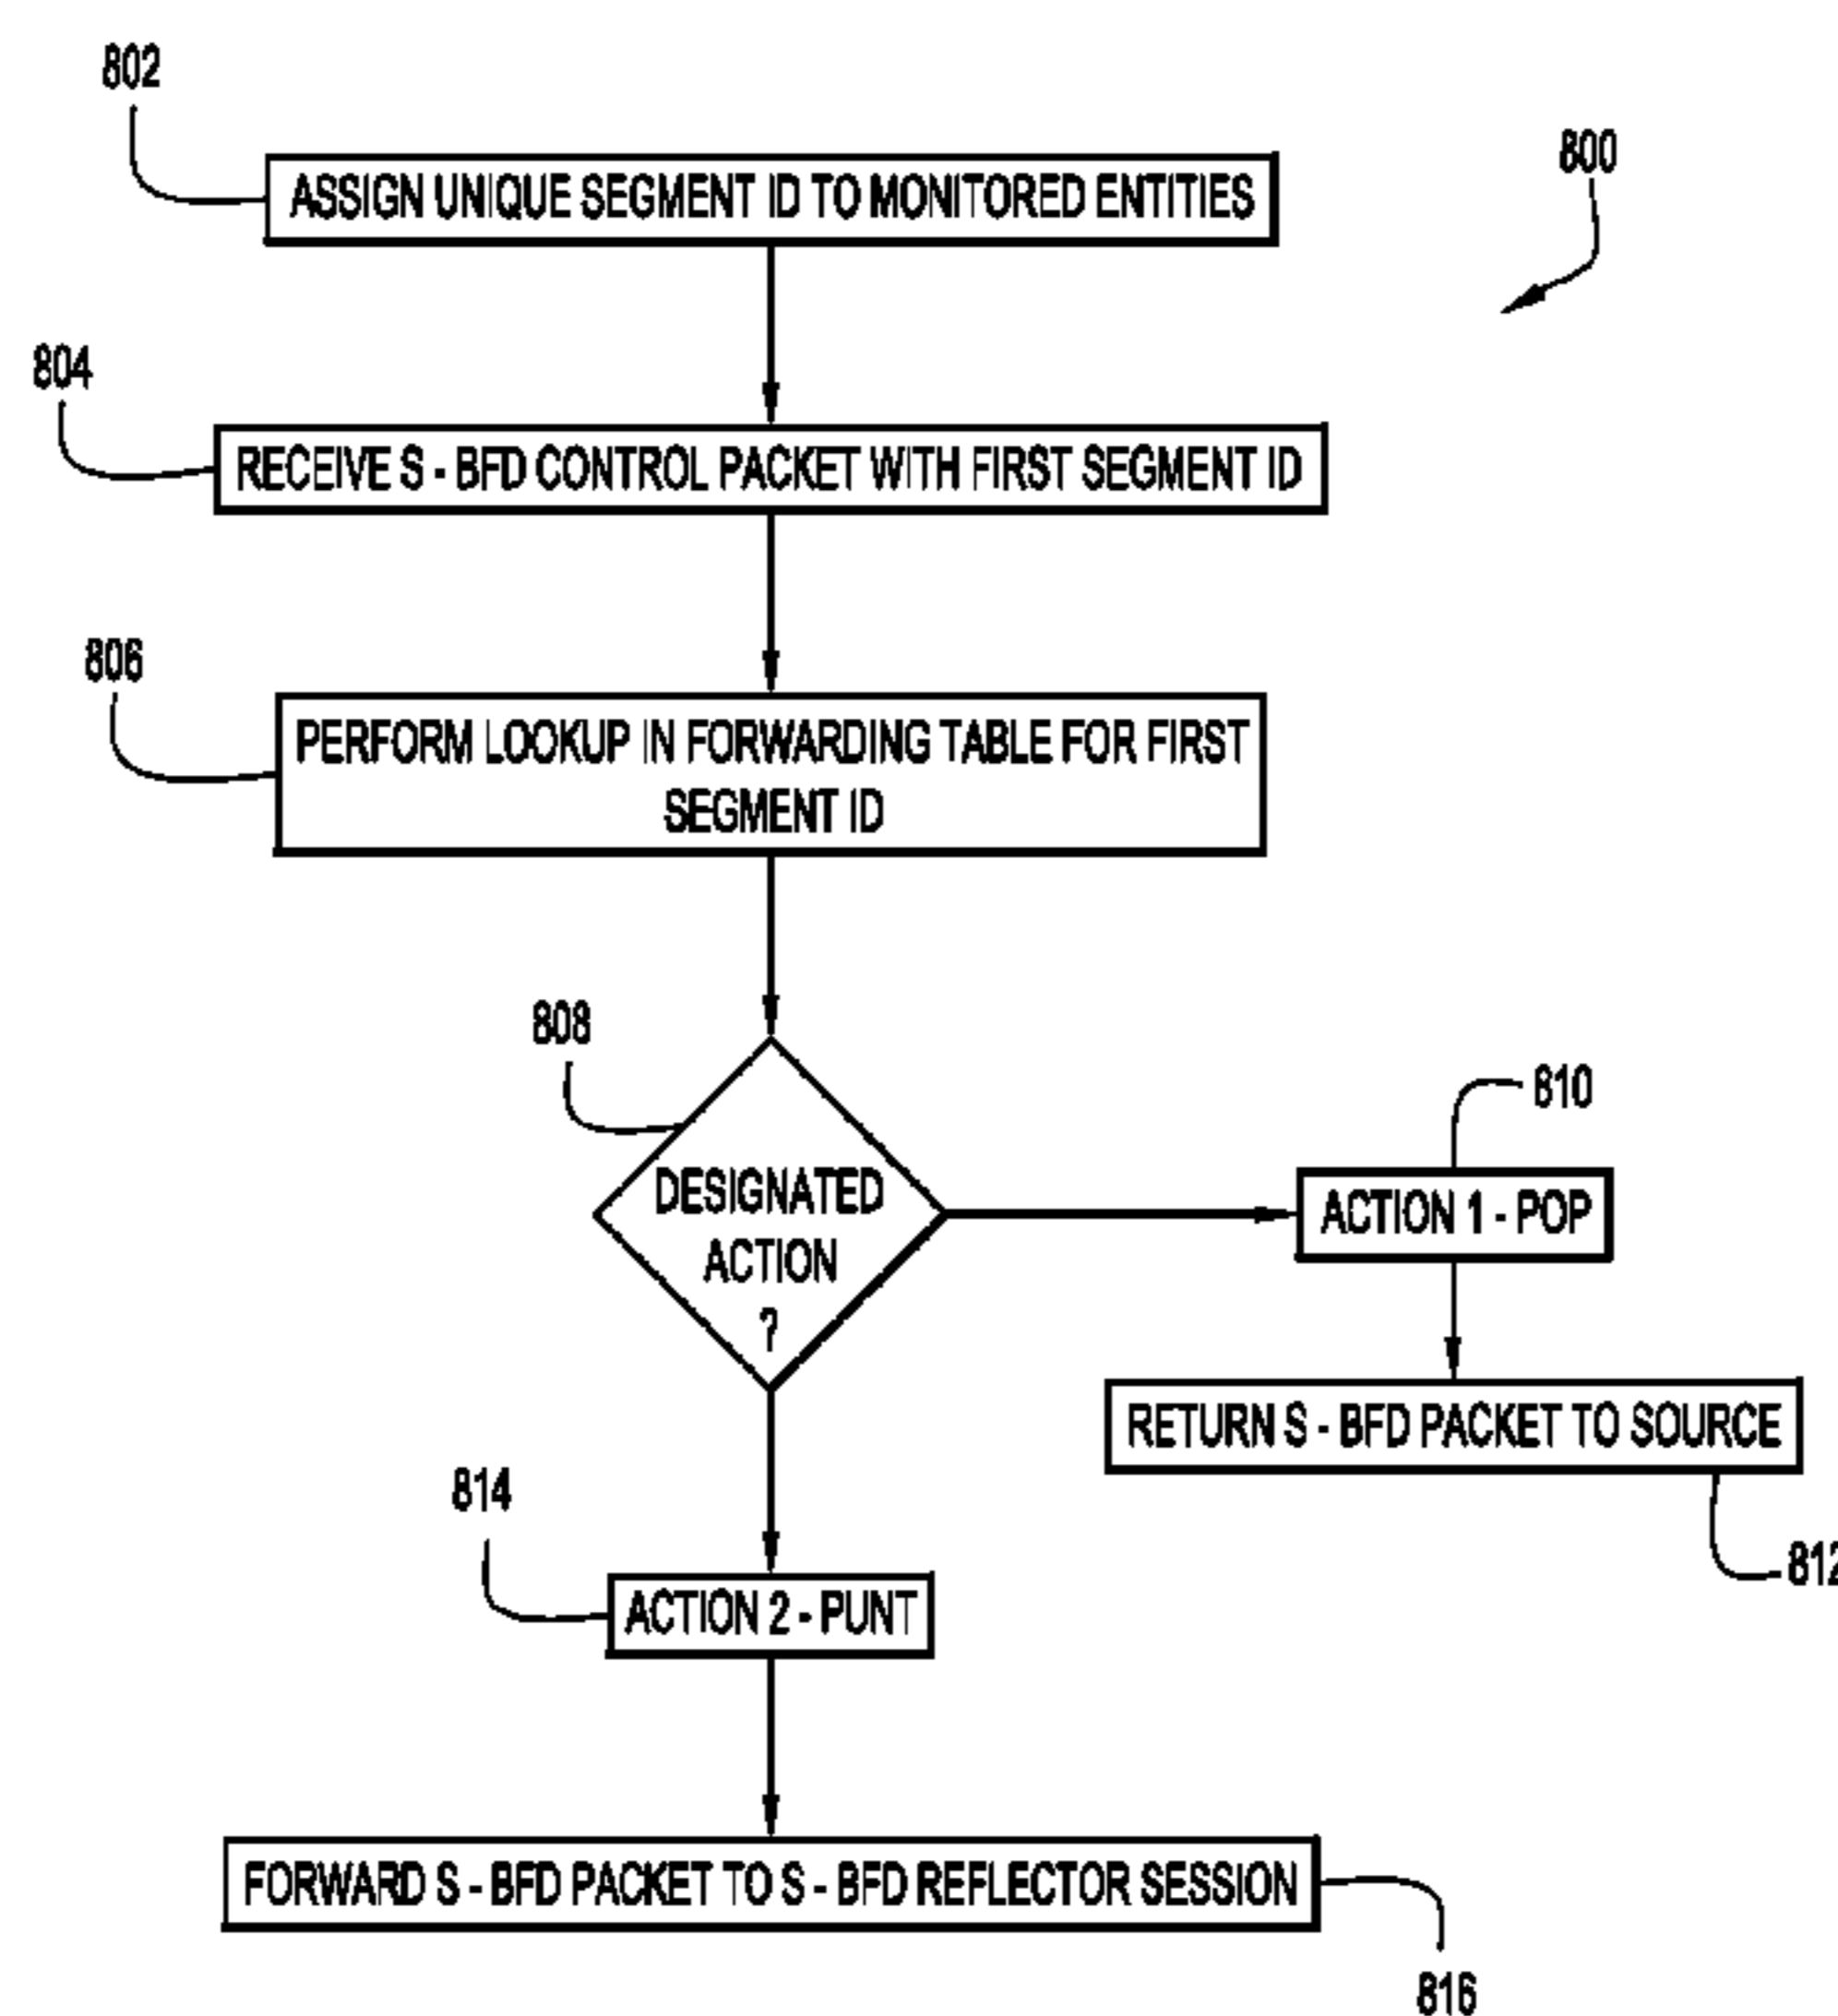 802
800
ASSIGN UNIQUE SEGMENT ID TO MONITORED ENTITIES
804
RECEIVE S - BFD CONTROL PACKET WITH FIRST SEGMENT ID
806
PERFORM LOOKUP IN FORWARDING TABLE FOR FIRST
SEGMENT ID
808
DESIGNATED
ACTION
?
810
ACTION 1 - POP
RETURN S - BFD PACKET TO SOURCE
812
814
ACTION 2 - PUNT
FORWARD S - BFD PACKET TO S - BFD REFLECTOR SESSION
816